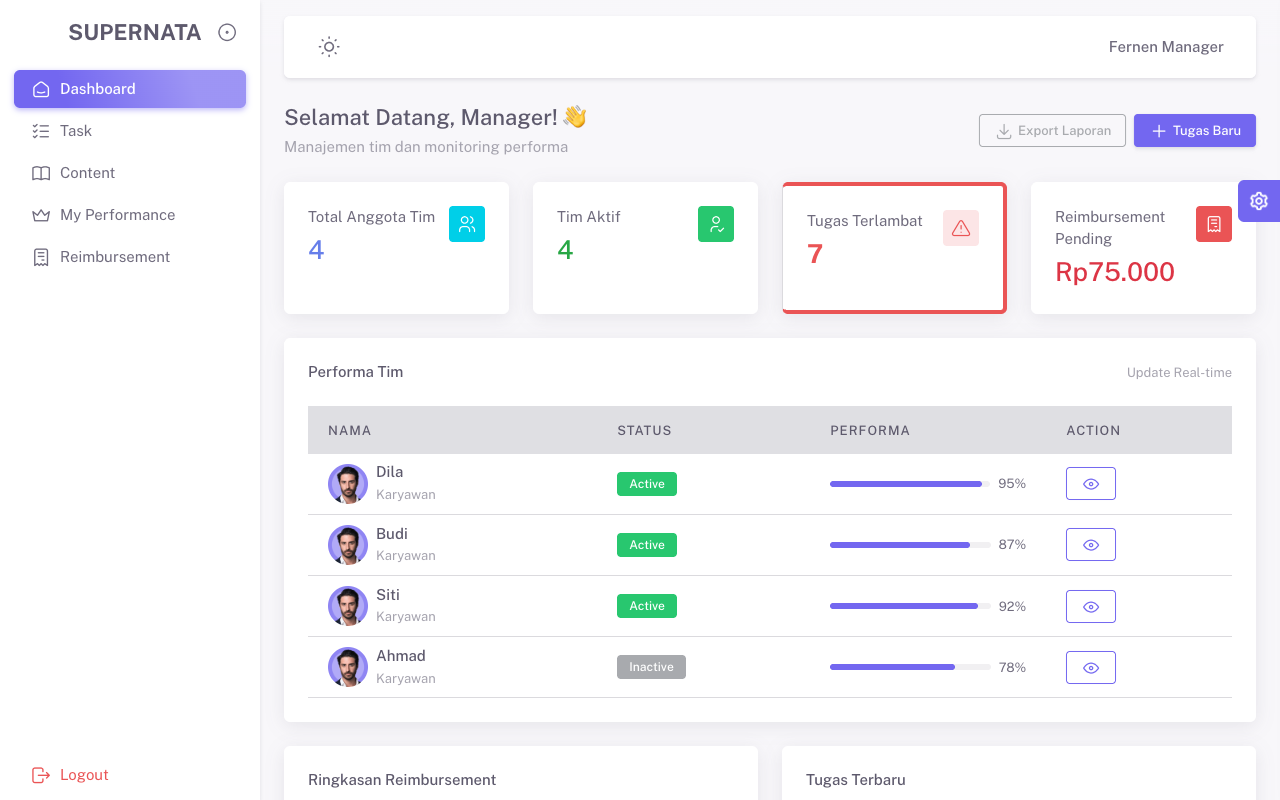 SUPERNATA
Dashboard
Task
Content
My Performance
Reimbursement
Logout
Fernen Manager
Selamat Datang, Manager! 👋
Manajemen tim dan monitoring performa
Export Laporan
Tugas Baru
Total Anggota Tim
4
Tim Aktif
4
Tugas Terlambat
7
Reimbursement
Pending
Rp75.000
Performa Tim
Update Real-time
NAMA STATUS PERFORMA ACTION
Dila
Karyawan
Active
95%
Budi
Karyawan
Active
87%
Siti
Karyawan
Active
92%
Ahmad
Karyawan
Inactive
78%
Ringkasan Reimbursement
Tugas Terbaru